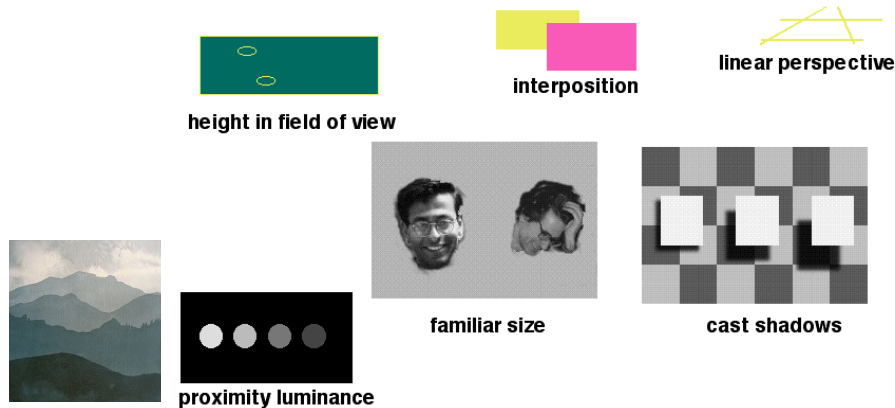 linear perspective
interposition
height in field of view
familiar size
cast shadows
proximity luminance